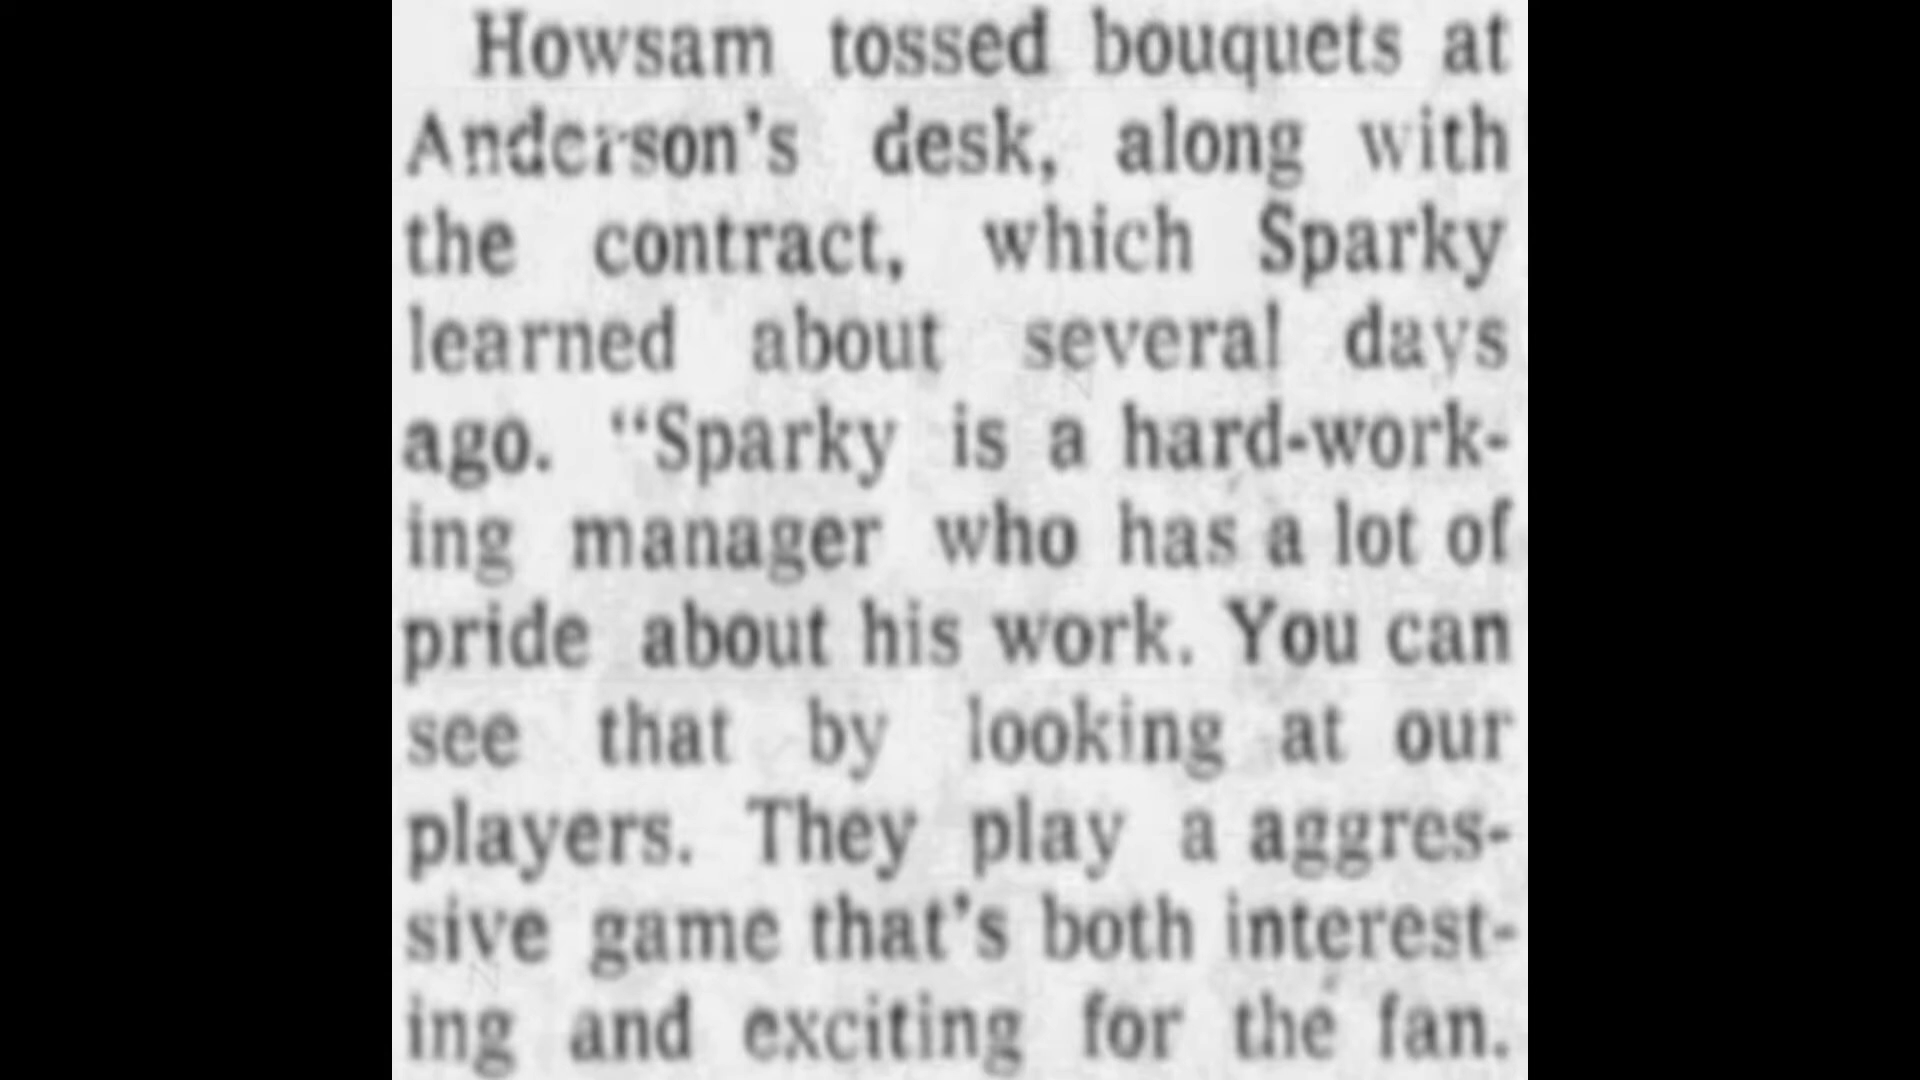 Howsam tossed bouquets at
Anderson's desk, along with
the contract, which Sparky
learned about several days
ago. "Sparky is a hard-work-
ing manager who has a lot of
pride about his work. You can
see that by looking at our
players. They play a aggres-
sive game that's both interest-
ing and exciting for the fan.